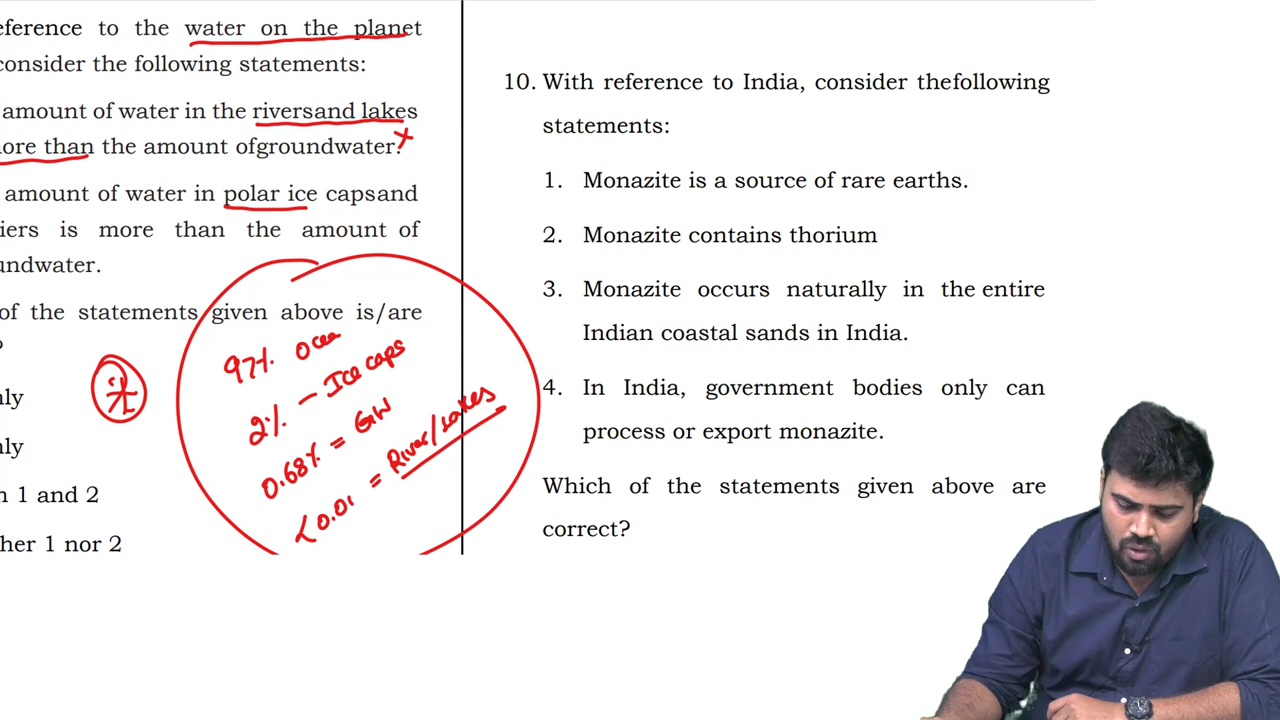 eference to the water on the planet
consider the following statements:
amount of water in the riversand lakes
ore than the amount ofgroundwater.
amount of water in polar ice capsand
iers is more than the amount of
undwater.
of the statements given above is/are
?
nly
nly
h 1 and 2
her 1 nor 2
97% Ocea
2% - Ice caps
0.68% = GW
<0.01 = River/Lakes
10. With reference to India, consider thefollowing
statements:
1. Monazite is a source of rare earths.
2. Monazite contains thorium
3. Monazite occurs naturally in the entire
Indian coastal sands in India.
4. In India, government bodies only can
process or export monazite.
Which of the statements given above are
correct?